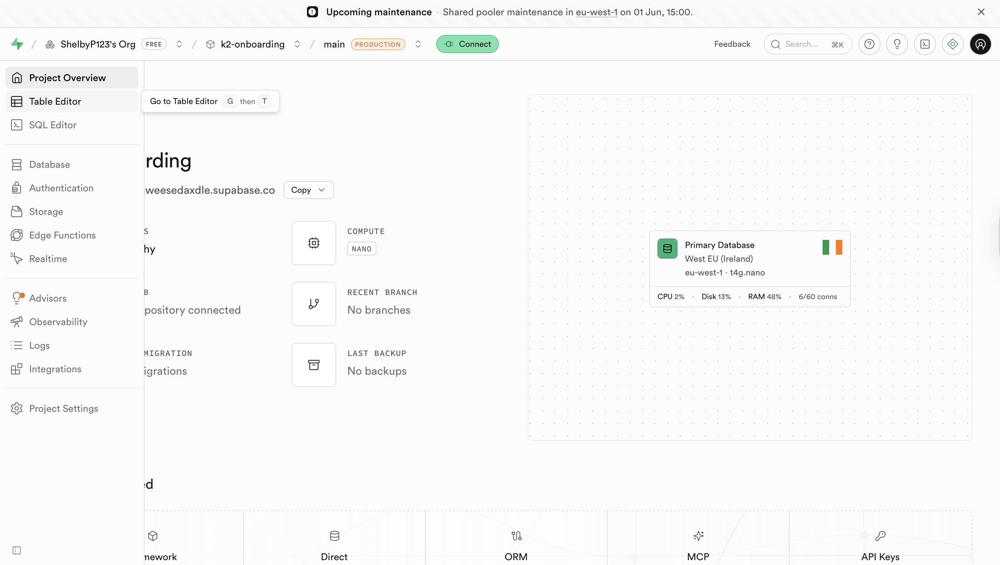 Upcoming maintenance · Shared pooler maintenance in eu-west-1 on 01 Jun, 15:00.
ShelbyP123's Org FREE / k2-onboarding / main PRODUCTION Connect Feedback Search... ⌘K
Project Overview
Table Editor
Go to Table Editor G then T
SQL Editor
Database
Authentication
Storage
Edge Functions
Realtime
Advisors
Observability
Logs
Integrations
Project Settings
rding
weesedaxdle.supabase.co Copy
S
hy
COMPUTE
NANO
B
pository connected
RECENT BRANCH
No branches
MIGRATION
igrations
LAST BACKUP
No backups
Primary Database
West EU (Ireland)
eu-west-1 · t4g.nano
CPU 2% · Disk 13% · RAM 48% · 6/60 conns
ed
mework
Direct
ORM
MCP
API Keys